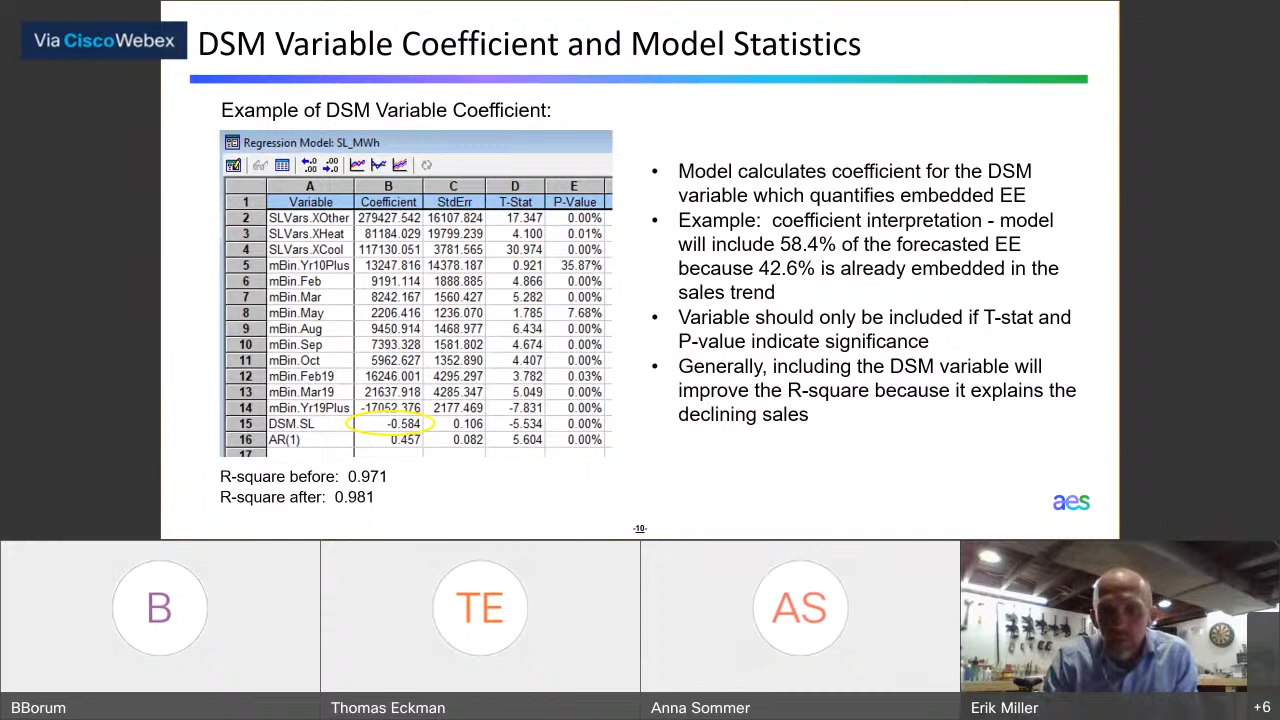 Via Cisco Webex
DSM Variable Coefficient and Model Statistics
Example of DSM Variable Coefficient:
Regression Model: SL_MWh
A B C D E
1 Variable Coefficient StdErr T-Stat P-Value
2 SLVars.XOther 279427.542 16107.824 17.347 0.00%
3 SLVars.XHeat 81184.029 19799.239 4.100 0.01%
4 SLVars.XCool 117130.051 3781.565 30.974 0.00%
5 mBin.Yr10Plus 13247.816 14378.187 0.921 35.87%
6 mBin.Feb 9191.114 1888.885 4.866 0.00%
7 mBin.Mar 8242.167 1560.427 5.282 0.00%
8 mBin.May 2206.416 1236.070 1.785 7.68%
9 mBin.Aug 9450.914 1468.977 6.434 0.00%
10 mBin.Sep 7393.328 1581.802 4.674 0.00%
11 mBin.Oct 5962.627 1352.890 4.407 0.00%
12 mBin.Feb19 16246.001 4295.297 3.782 0.03%
13 mBin.Mar19 21637.918 4285.347 5.049 0.00%
14 mBin.Yr19Plus -17052.376 2177.469 -7.831 0.00%
15 DSM.SL -0.584 0.106 -5.534 0.00%
16 AR(1) 0.457 0.082 5.604 0.00%
17
R-square before: 0.971
R-square after: 0.981
• Model calculates coefficient for the DSM
variable which quantifies embedded EE
• Example: coefficient interpretation - model
will include 58.4% of the forecasted EE
because 42.6% is already embedded in the
sales trend
• Variable should only be included if T-stat and
P-value indicate significance
• Generally, including the DSM variable will
improve the R-square because it explains the
declining sales
aes
-10-
B
TE
AS
BBorum
Thomas Eckman
Anna Sommer
Erik Miller
+6